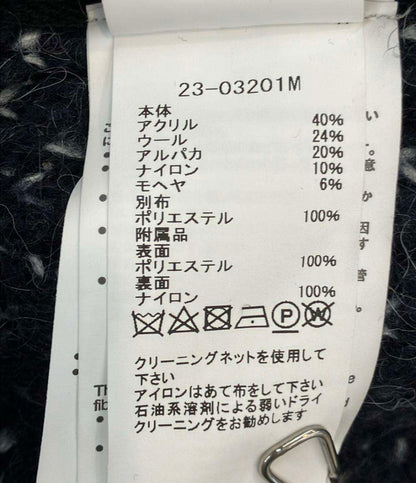 23-03201M
本体
アクリル 40%
ウール 24%
アルパカ 20%
ナイロン 10%
モヘヤ 6%
別布
ポリエステル 100%
附属品
表面
ポリエステル 100%
裏面
ナイロン 100%
クリーニングネットを使用して
下さい
アイロンはあて布をして下さい
石油系溶剤による弱いドライ
クリーニングをお勧めします